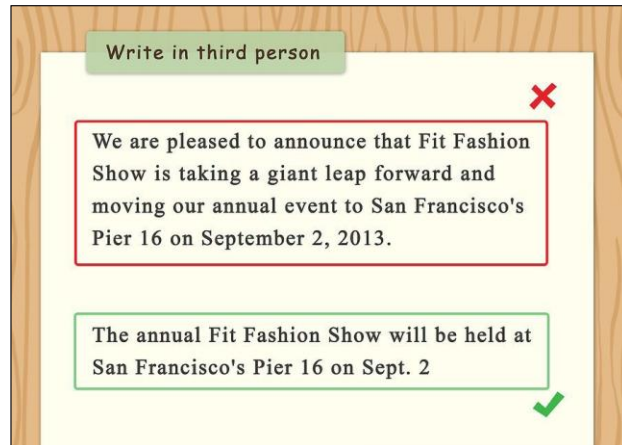 Write in third person
We are pleased to announce that Fit Fashion
Show is taking a giant leap forward and
moving our annual event to San Francisco's
Pier 16 on September 2, 2013.
The annual Fit Fashion Show will be held at
San Francisco's Pier 16 on Sept. 2